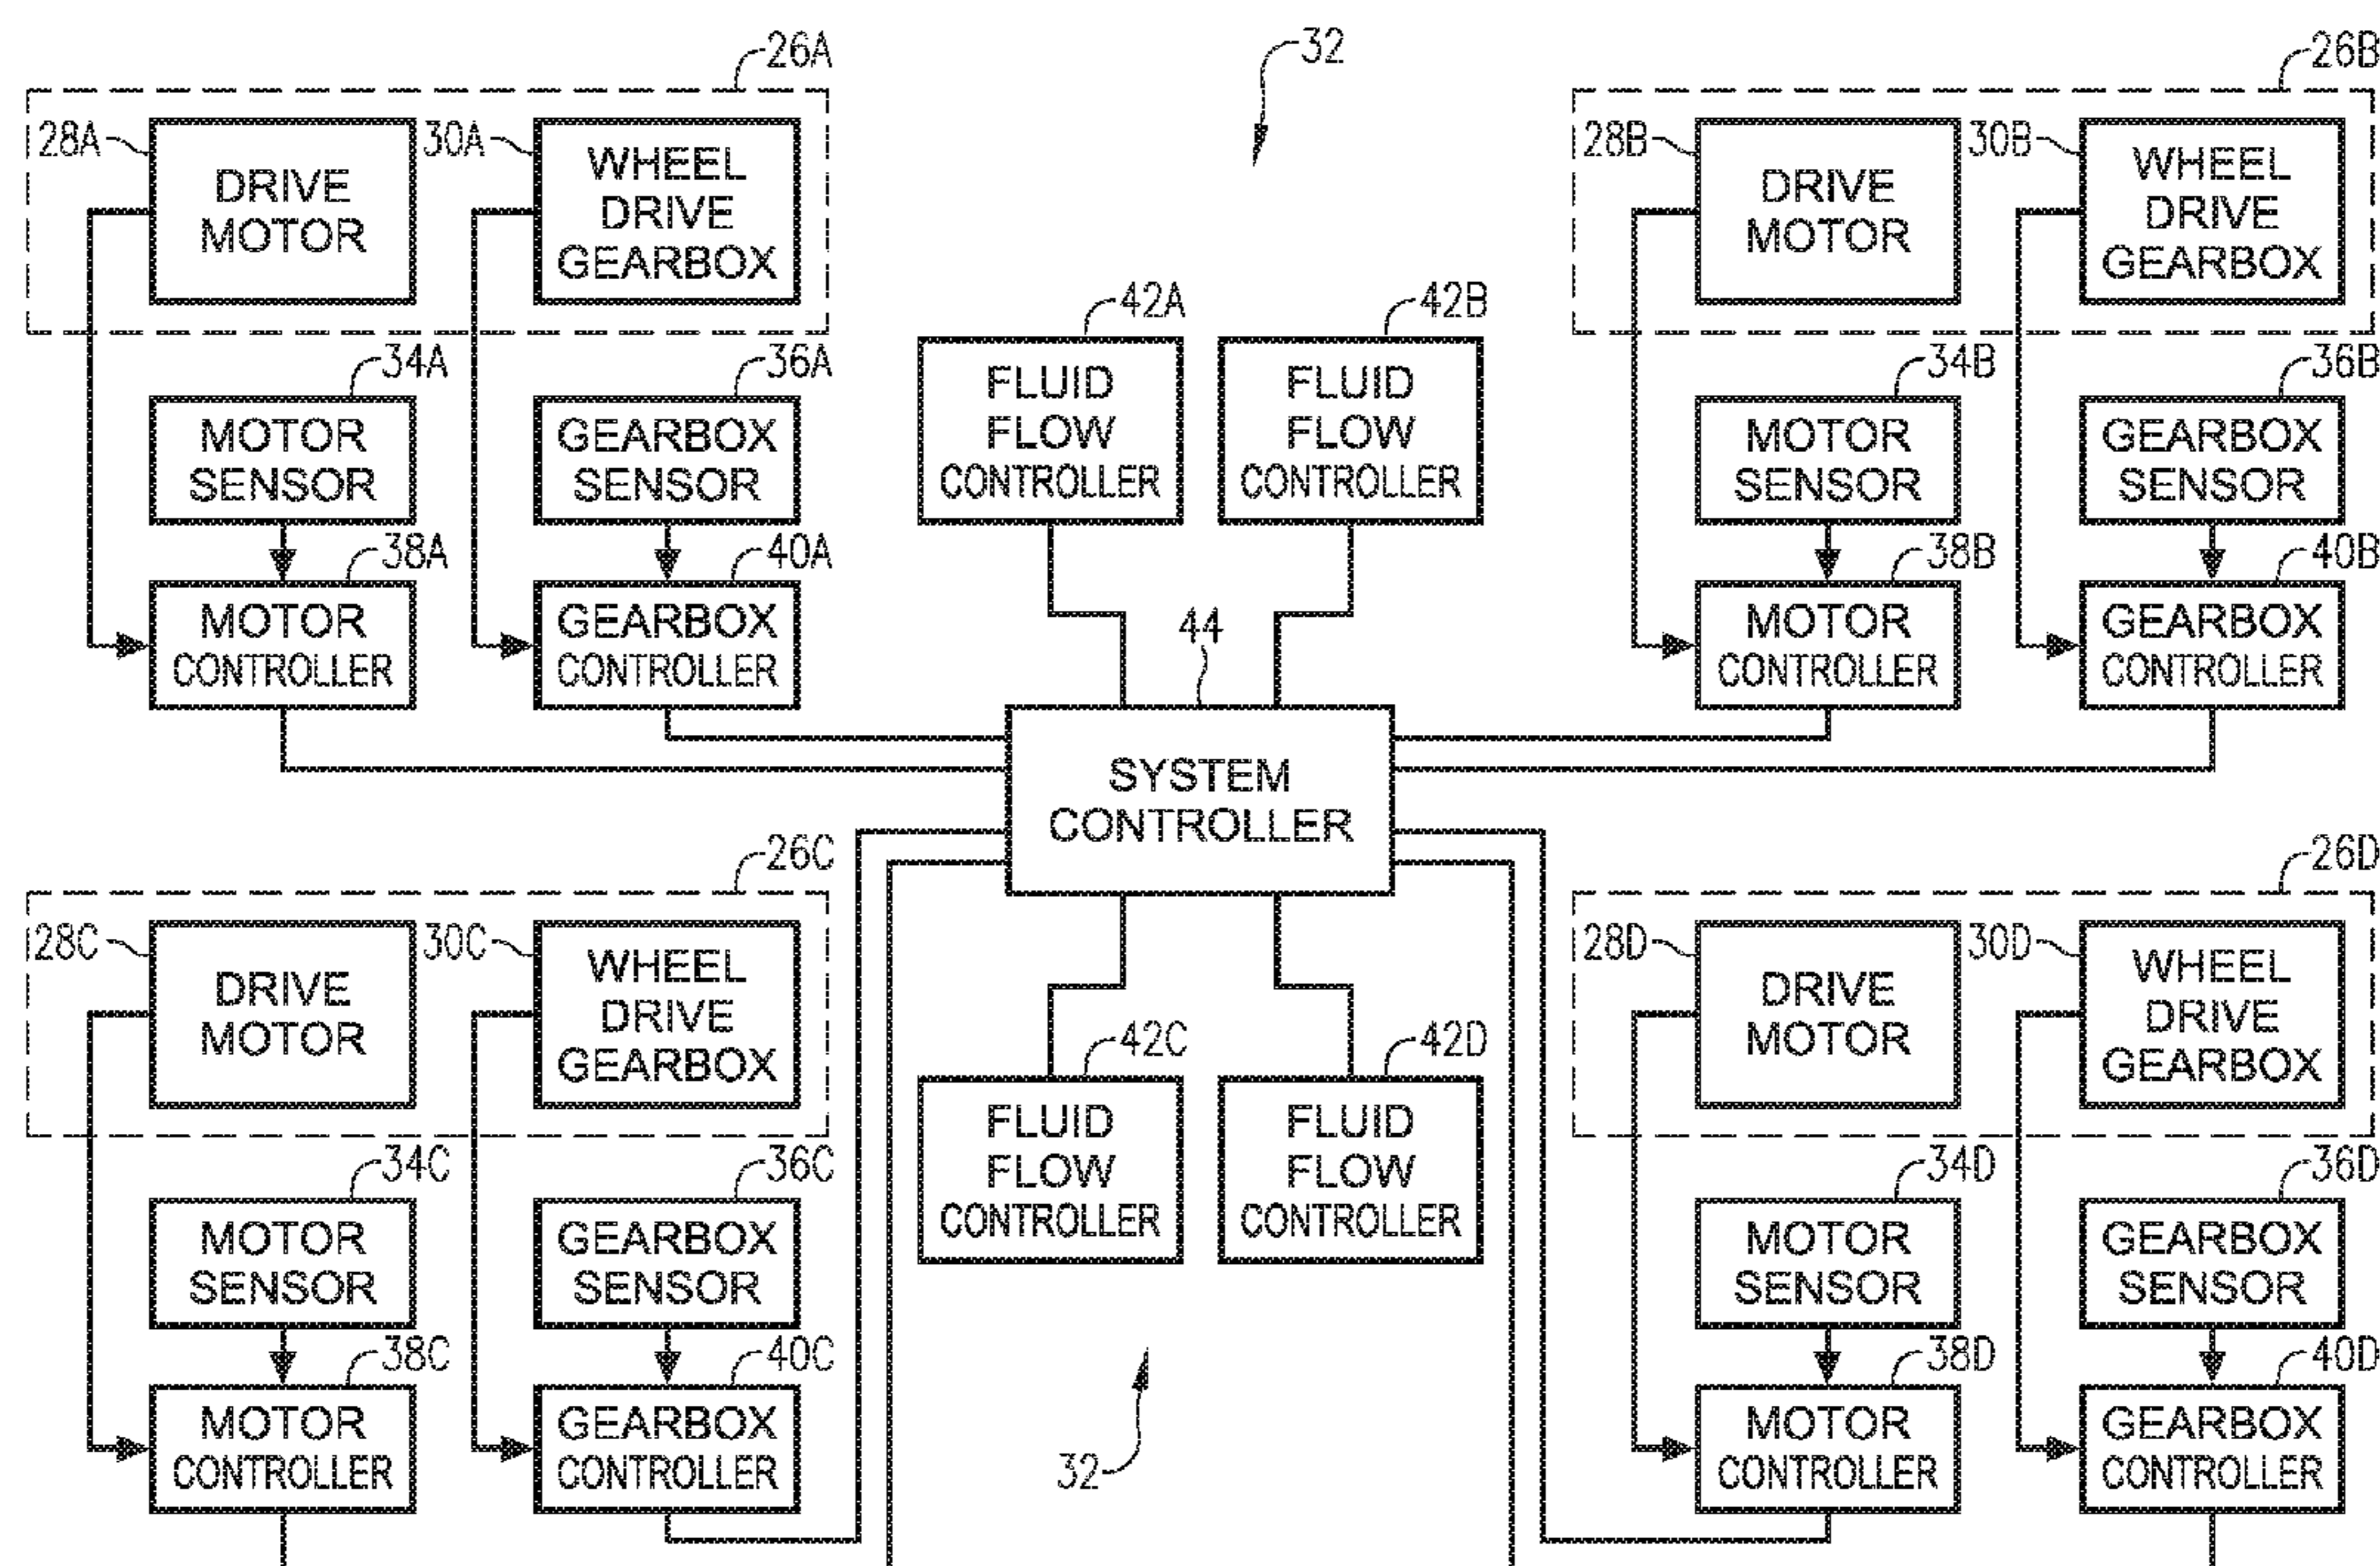 26A
32
26B
28A
DRIVE
MOTOR
30A
WHEEL
DRIVE
GEARBOX
28B
DRIVE
MOTOR
30B
WHEEL
DRIVE
GEARBOX
42A
42B
34A
MOTOR
SENSOR
36A
GEARBOX
SENSOR
FLUID
FLOW
CONTROLLER
FLUID
FLOW
CONTROLLER
34B
MOTOR
SENSOR
36B
GEARBOX
SENSOR
38A
MOTOR
CONTROLLER
40A
GEARBOX
CONTROLLER
44
38B
MOTOR
CONTROLLER
40B
GEARBOX
CONTROLLER
SYSTEM
CONTROLLER
26C
26D
28C
DRIVE
MOTOR
30C
WHEEL
DRIVE
GEARBOX
28D
DRIVE
MOTOR
30D
WHEEL
DRIVE
GEARBOX
42C
42D
FLUID
FLOW
CONTROLLER
FLUID
FLOW
CONTROLLER
34C
MOTOR
SENSOR
36C
GEARBOX
SENSOR
34D
MOTOR
SENSOR
36D
GEARBOX
SENSOR
38C
MOTOR
CONTROLLER
40C
GEARBOX
CONTROLLER
32
38D
MOTOR
CONTROLLER
40D
GEARBOX
CONTROLLER